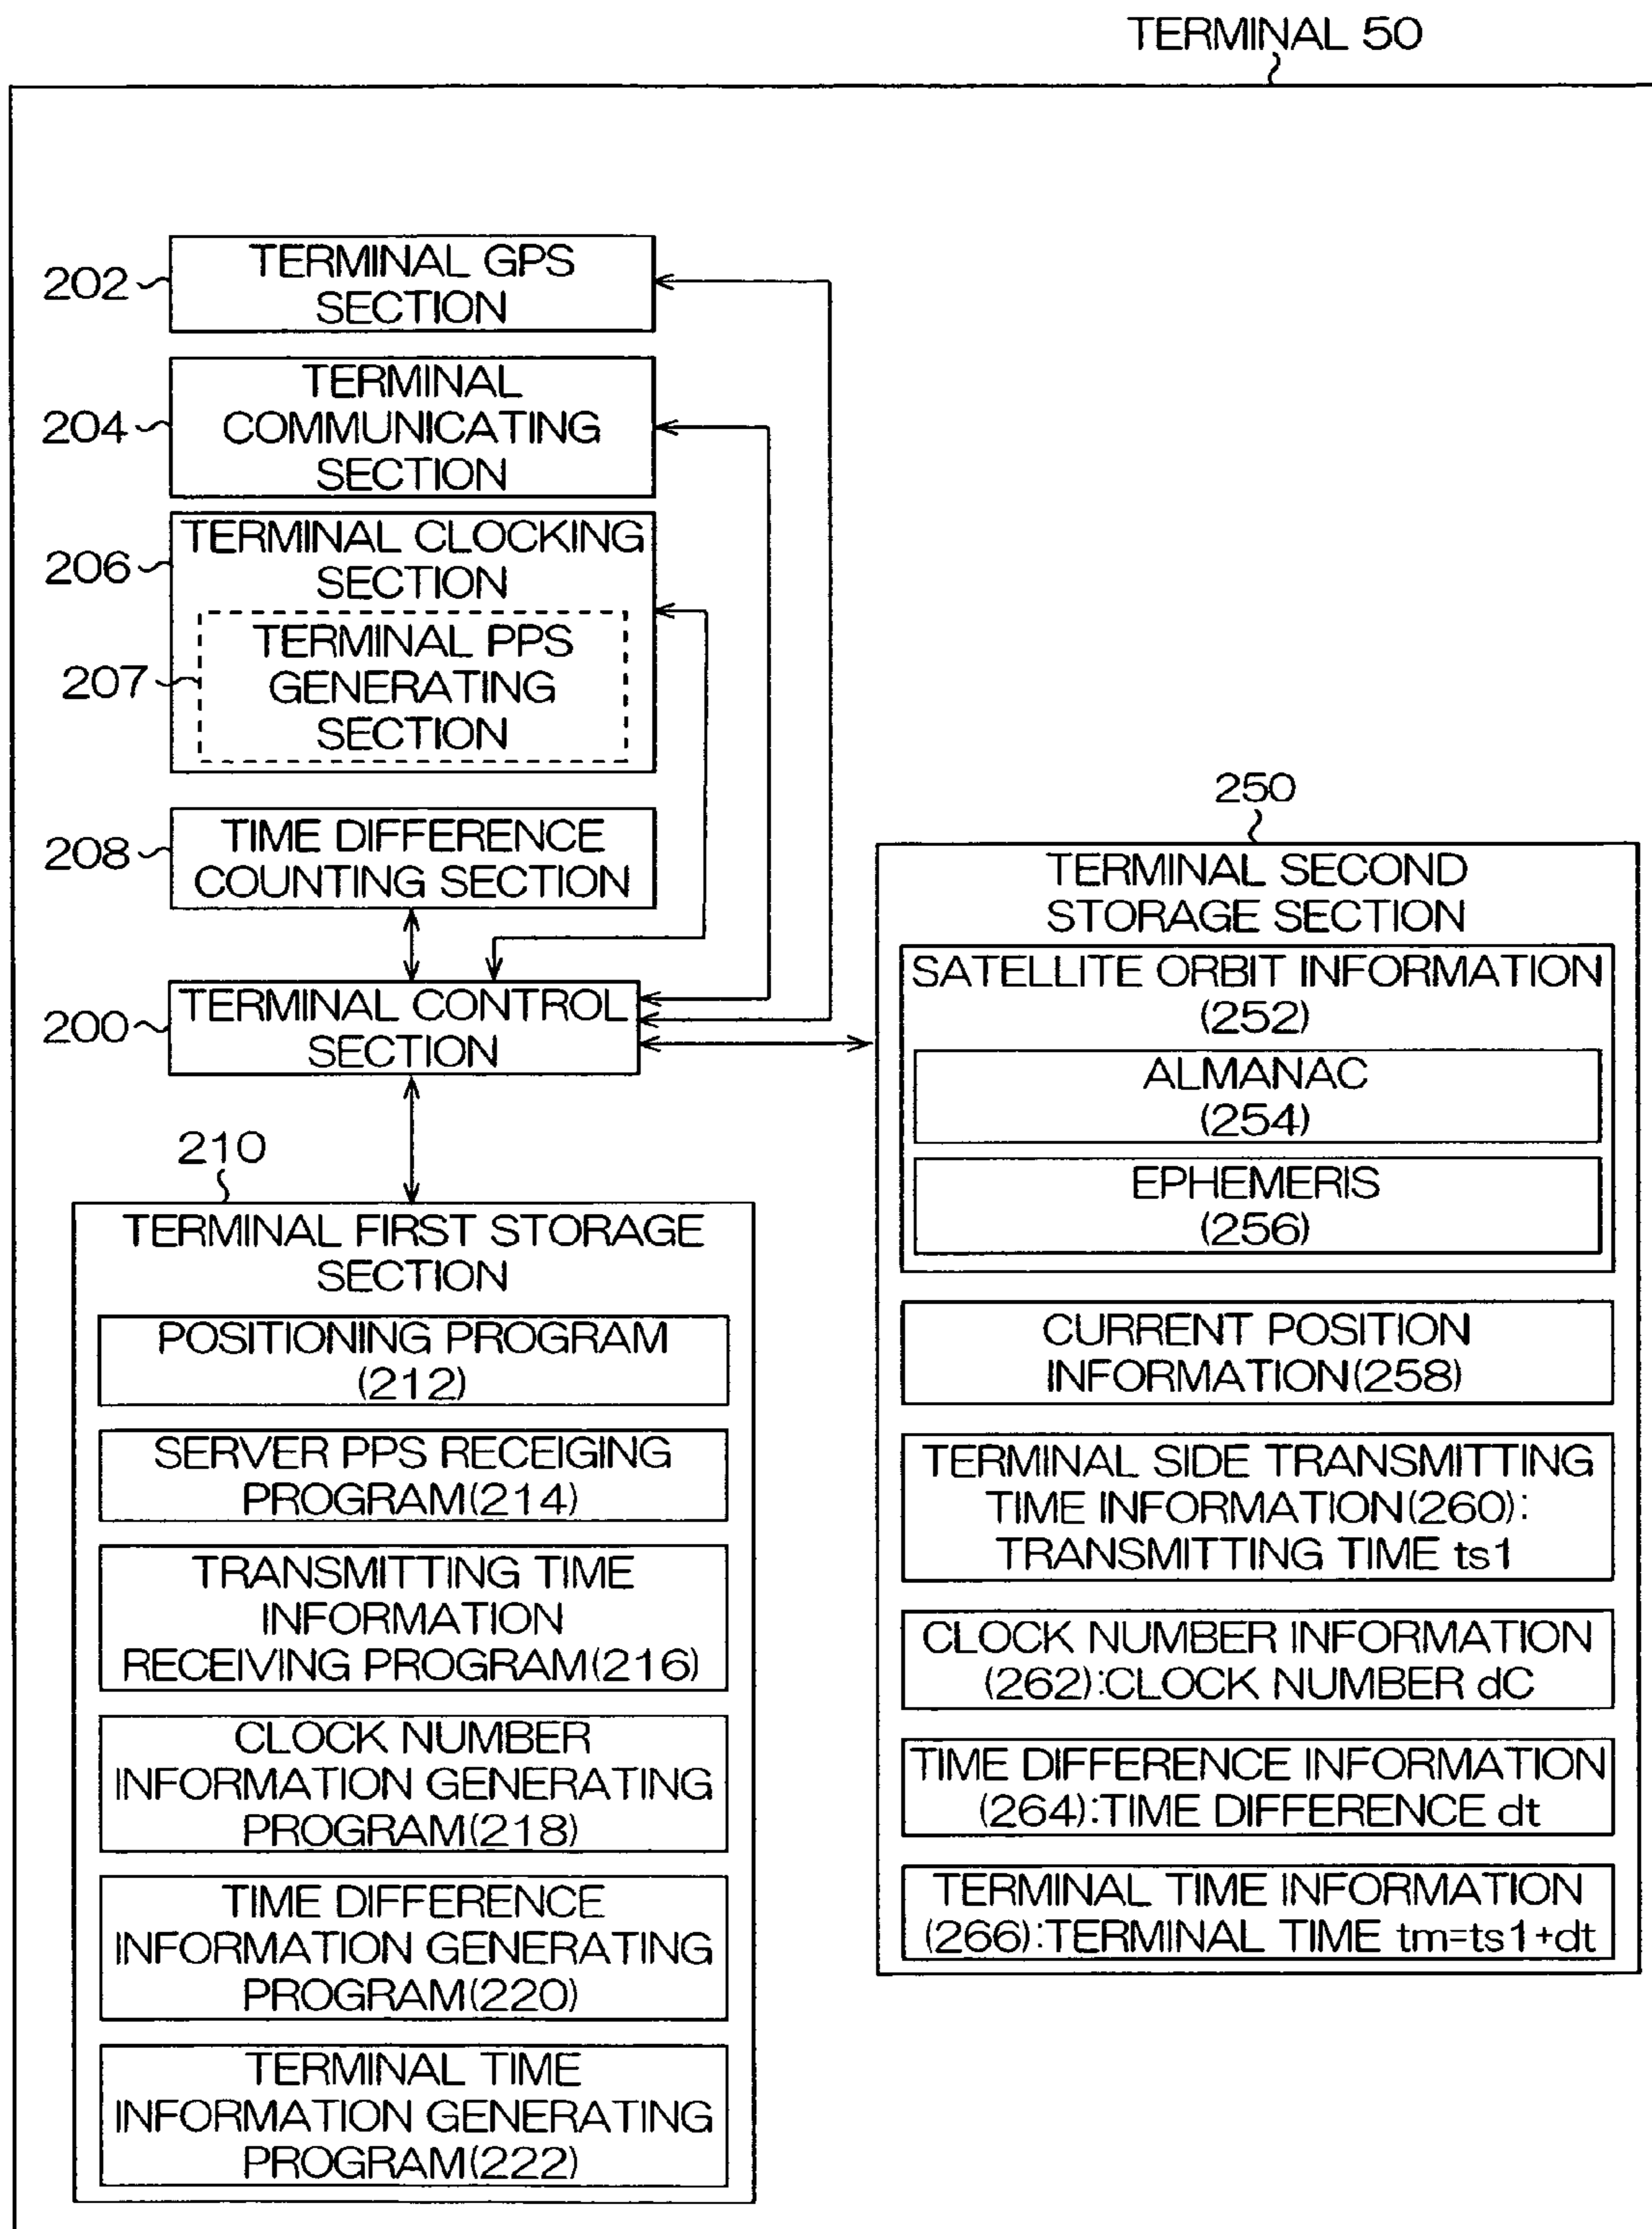 TERMINAL 50
202
TERMINAL GPS
SECTION
204
TERMINAL
COMMUNICATING
SECTION
206
TERMINAL CLOCKING
SECTION
207
TERMINAL PPS
GENERATING
SECTION
208
TIME DIFFERENCE
COUNTING SECTION
200
TERMINAL CONTROL
SECTION
210
TERMINAL FIRST STORAGE
SECTION
POSITIONING PROGRAM
(212)
SERVER PPS RECEIGING
PROGRAM(214)
TRANSMITTING TIME
INFORMATION
RECEIVING PROGRAM(216)
CLOCK NUMBER
INFORMATION GENERATING
PROGRAM(218)
TIME DIFFERENCE
INFORMATION GENERATING
PROGRAM(220)
TERMINAL TIME
INFORMATION GENERATING
PROGRAM(222)
250
TERMINAL SECOND
STORAGE SECTION
SATELLITE ORBIT INFORMATION
(252)
ALMANAC
(254)
EPHEMERIS
(256)
CURRENT POSITION
INFORMATION(258)
TERMINAL SIDE TRANSMITTING
TIME INFORMATION(260):
TRANSMITTING TIME ts1
CLOCK NUMBER INFORMATION
(262):CLOCK NUMBER dC
TIME DIFFERENCE INFORMATION
(264):TIME DIFFERENCE dt
TERMINAL TIME INFORMATION
(266):TERMINAL TIME tm=ts1+dt